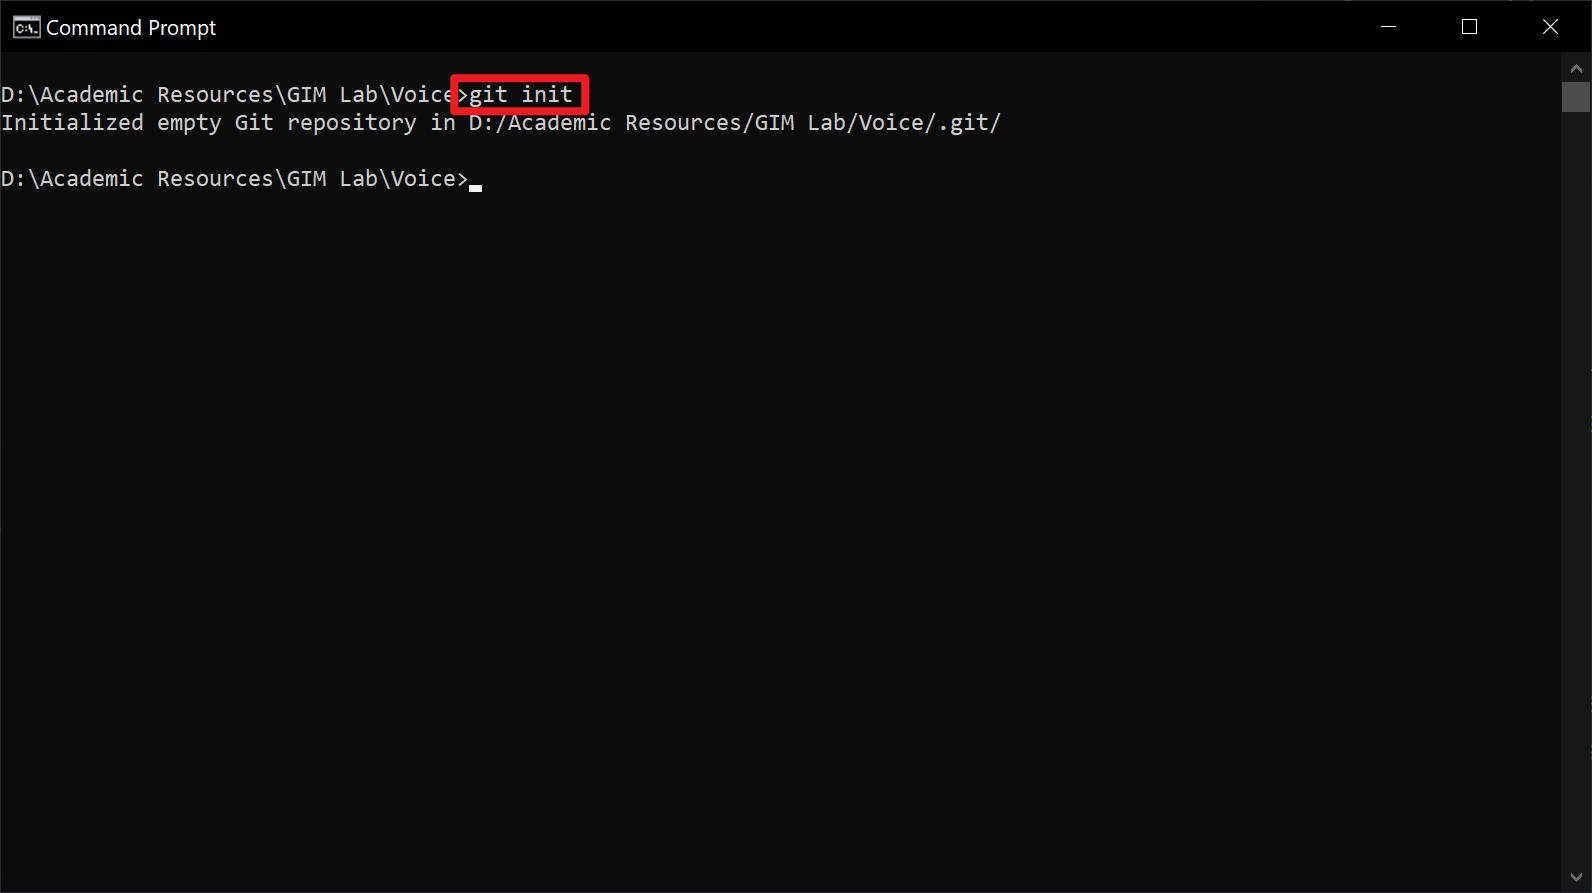 Command Prompt
D:\Academic Resources\GIM Lab\Voice>git init
Initialized empty Git repository in D:/Academic Resources/GIM Lab/Voice/.git/
D:\Academic Resources\GIM Lab\Voice>